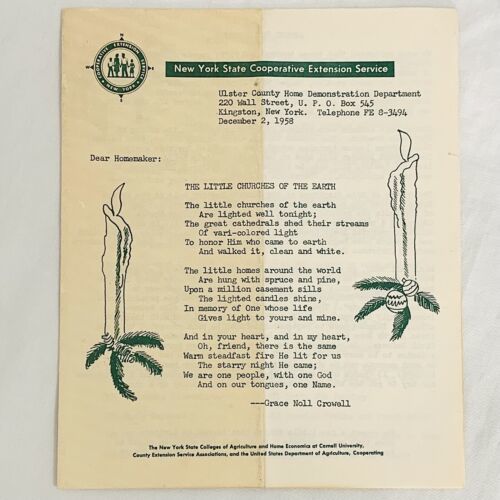 COOPERATIVE EXTENSION SERVICE
NEW YORK
New York State Cooperative Extension Service
Ulster County Home Demonstration Department
220 Wall Street, U. P. O. Box 545
Kingston, New York. Telephone FE 8-3494
December 2, 1958
Dear Homemaker:
THE LITTLE CHURCHES OF THE EARTH
The little churches of the earth
Are lighted well tonight;
The great cathedrals shed their streams
Of vari-colored light
To honor Him who came to earth
And walked it, clean and white.
The little homes around the world
Are hung with spruce and pine,
Upon a million casement sills
The lighted candles shine,
In memory of One whose life
Gives light to yours and mine.
And in your heart, and in my heart,
Oh, friend, there is the same
Warm steadfast fire He lit for us
The starry night He came;
We are one people, with one God
And on our tongues, one Name.
---Grace Noll Crowell
The New York State Colleges of Agriculture and Home Economics at Cornell University,
County Extension Service Associations, and the United States Department of Agriculture, Cooperating